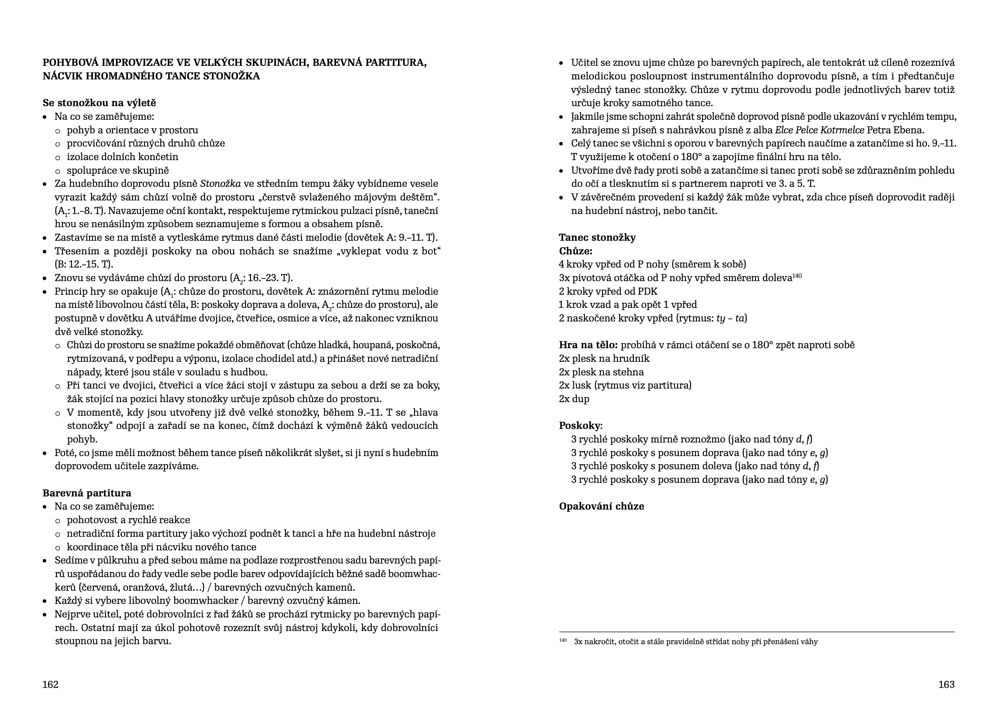 POHYBOVÁ IMPROVIZACE VE VELKÝCH SKUPINÁCH, BAREVNÁ PARTITURA,
NÁCVIK HROMADNÉHO TANCE STONOŽKA
Se stonožkou na výletě
• Na co se zaměřujeme:
○ pohyb a orientace v prostoru
○ procvičování různých druhů chůze
○ izolace dolních končetin
○ spolupráce ve skupině
• Za hudebního doprovodu písně Stonožka ve středním tempu žáky vybídneme vesele
vyrazit každý sám chůzí volně do prostoru „čerstvě svlaženého májovým deštěm“.
(A₁: 1.–8. T). Navazujeme oční kontakt, respektujeme rytmickou pulzaci písně, taneční
hrou se nenásilným způsobem seznamujeme s formou a obsahem písně.
• Zastavíme se na místě a vytleskáme rytmus dané části melodie (dovětek A: 9.–11. T).
• Třesením a později poskoky na obou nohách se snažíme „vyklepat vodu z bot“
(B: 12.–15. T).
• Znovu se vydáváme chůzí do prostoru (A₂: 16.–23. T).
• Princip hry se opakuje (A₁: chůze do prostoru, dovětek A: znázornění rytmu melodie
na místě libovolnou částí těla, B: poskoky doprava a doleva, A₂: chůze do prostoru), ale
postupně v dovětku A utváříme dvojice, čtveřice, osmice a více, až nakonec vzniknou
dvě velké stonožky.
○ Chůzi do prostoru se snažíme pokaždé obměňovat (chůze hladká, houpaná, poskočná,
rytmizovaná, v podřepu a výponu, izolace chodidel atd.) a přinášet nové netradiční
nápady, které jsou stále v souladu s hudbou.
○ Při tanci ve dvojici, čtveřici a více žáci stojí v zástupu za sebou a drží se za boky,
žák stojící na pozici hlavy stonožky určuje způsob chůze do prostoru.
○ V momentě, kdy jsou utvořeny již dvě velké stonožky, během 9.–11. T se „hlava
stonožky“ odpojí a zařadí se na konec, čímž dochází k výměně žáků vedoucích
pohyb.
• Poté, co jsme měli možnost během tance píseň několikrát slyšet, si ji nyní s hudebním
doprovodem učitele zazpíváme.
Barevná partitura
• Na co se zaměřujeme:
○ pohotovost a rychlé reakce
○ netradiční forma partitury jako výchozí podnět k tanci a hře na hudební nástroje
○ koordinace těla při nácviku nového tance
• Sedíme v půlkruhu a před sebou máme na podlaze rozprostřenou sadu barevných papí-
rů uspořádanou do řady vedle sebe podle barev odpovídajících běžné sadě boomwhac-
kerů (červená, oranžová, žlutá…) / barevných ozvučných kamenů.
• Každý si vybere libovolný boomwhacker / barevný ozvučný kámen.
• Nejprve učitel, poté dobrovolníci z řad žáků se prochází rytmicky po barevných papí-
rech. Ostatní mají za úkol pohotově rozeznít svůj nástroj kdykoli, kdy dobrovolníci
stoupnou na jejich barvu.
162
• Učitel se znovu ujme chůze po barevných papírech, ale tentokrát už cíleně rozeznívá
melodickou posloupnost instrumentálního doprovodu písně, a tím i předtančuje
výsledný tanec stonožky. Chůze v rytmu doprovodu podle jednotlivých barev totiž
určuje kroky samotného tance.
• Jakmile jsme schopni zahrát společně doprovod písně podle ukazování v rychlém tempu,
zahrajeme si píseň s nahrávkou písně z alba Elce Pelce Kotrmelce Petra Ebena.
• Celý tanec se všichni s oporou v barevných papírech naučíme a zatančíme si ho. 9.–11.
T využijeme k otočení o 180° a zapojíme finální hru na tělo.
• Utvoříme dvě řady proti sobě a zatančíme si tanec proti sobě se zdůrazněním pohledu
do očí a tlesknutím si s partnerem naproti ve 3. a 5. T.
• V závěrečném provedení si každý žák může vybrat, zda chce píseň doprovodit raději
na hudební nástroj, nebo tančit.
Tanec stonožky
Chůze:
4 kroky vpřed od P nohy (směrem k sobě)
3x pivotová otáčka od P nohy vpřed směrem doleva¹⁴⁰
2 kroky vpřed od PDK
1 krok vzad a pak opět 1 vpřed
2 naskočené kroky vpřed (rytmus: ty – ta)
Hra na tělo: probíhá v rámci otáčení se o 180° zpět naproti sobě
2x plesk na hrudník
2x plesk na stehna
2x lusk (rytmus viz partitura)
2x dup
Poskoky:
3 rychlé poskoky mírně roznožmo (jako nad tóny d, f)
3 rychlé poskoky s posunem doprava (jako nad tóny e, g)
3 rychlé poskoky s posunem doleva (jako nad tóny d, f)
3 rychlé poskoky s posunem doprava (jako nad tóny e, g)
Opakování chůze
¹⁴⁰ 3x nakročit, otočit a stále pravidelně střídat nohy při přenášení váhy
163